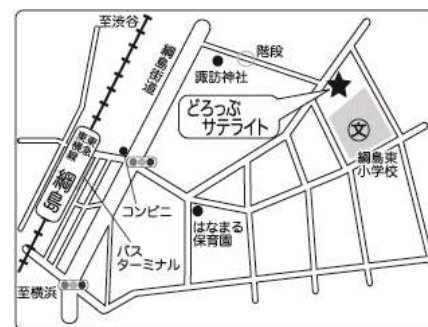 至渋谷
綱島街道
階段
諏訪神社
どろっぷ
サテライト
文
綱島東
小学校
東急
東横線
綱島
コンビニ
はなまる
保育園
バス
ターミナル
至横浜